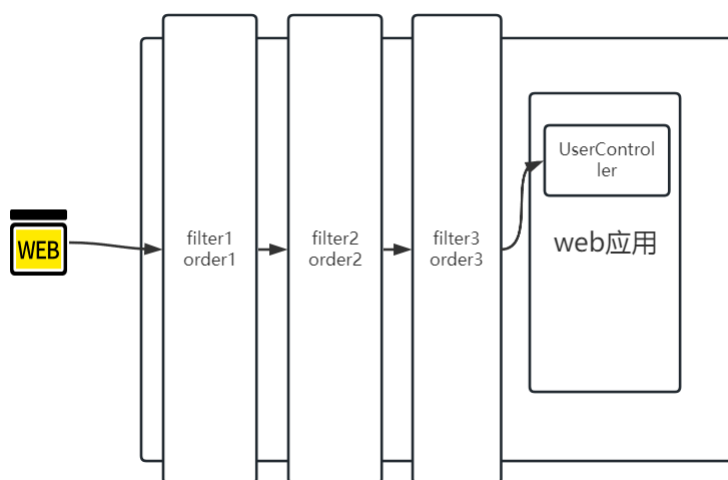 WEB
filter1
order1
filter2
order2
filter3
order3
UserControl
ler
web应用